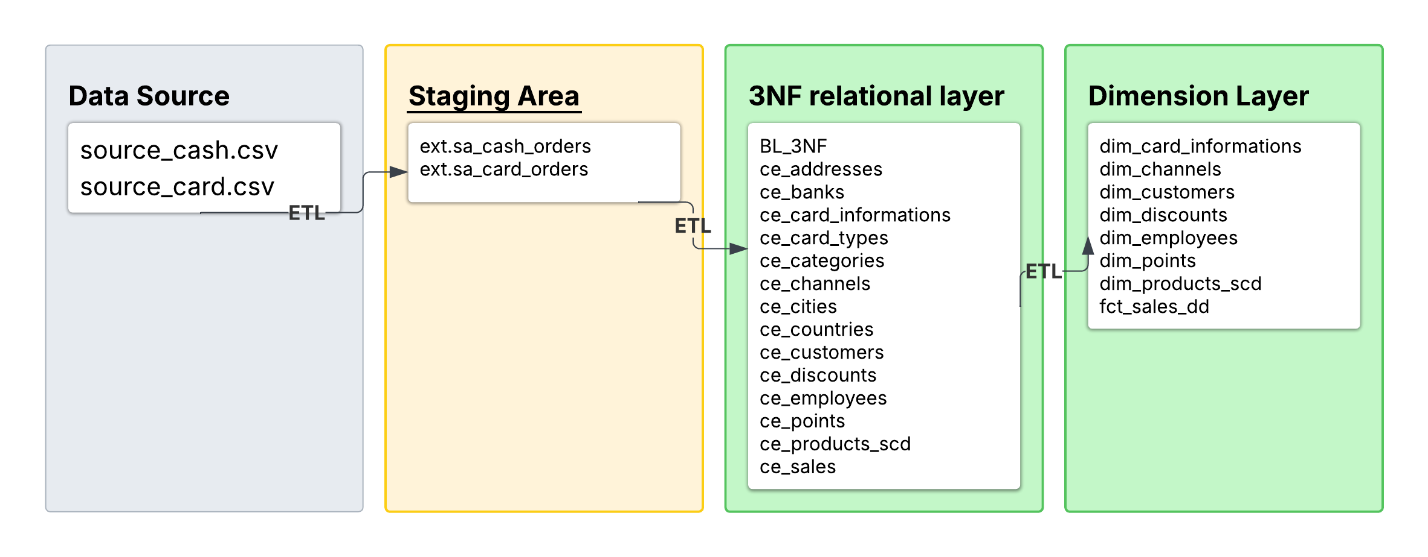 Data Source
source_cash.csv
source_card.csv
ETL
Staging Area
ext.sa_cash_orders
ext.sa_card_orders
ETL
3NF relational layer
BL_3NF
ce_addresses
ce_banks
ce_card_informations
ce_card_types
ce_categories
ce_channels
ce_cities
ce_countries
ce_customers
ce_discounts
ce_employees
ce_points
ce_products_scd
ce_sales
ETL
Dimension Layer
dim_card_informations
dim_channels
dim_customers
dim_discounts
dim_employees
dim_points
dim_products_scd
fct_sales_dd